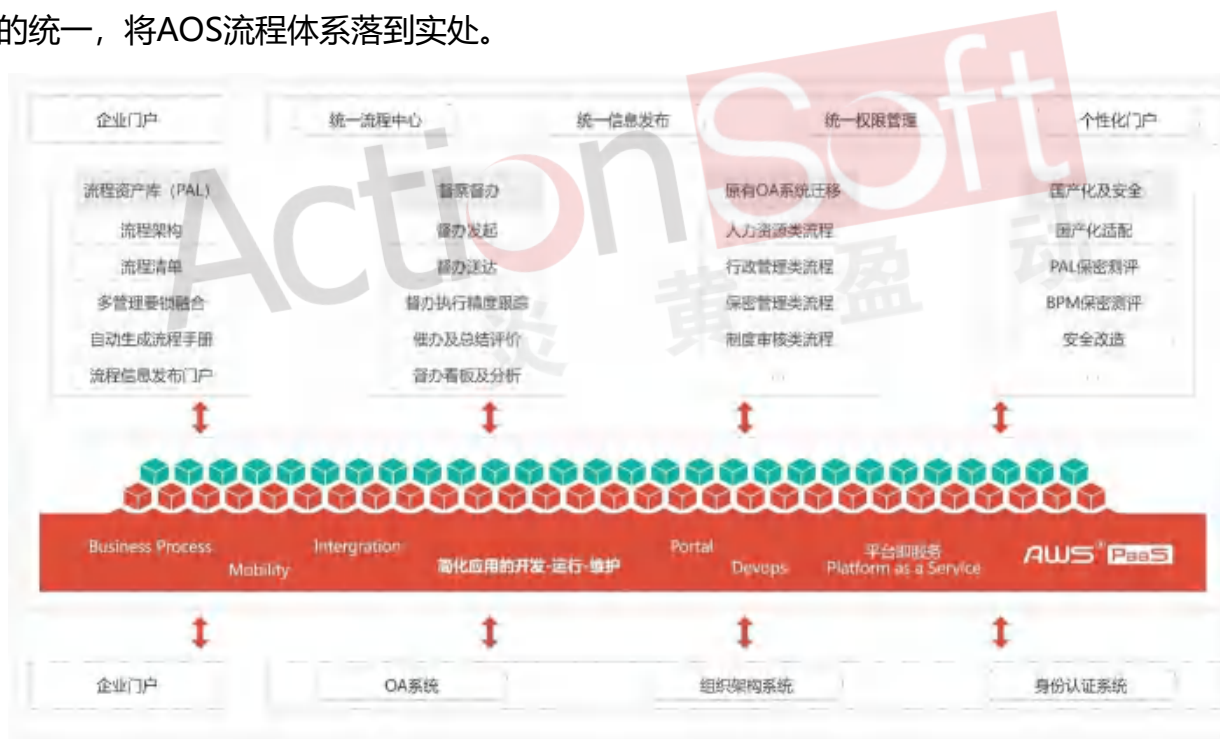 的统一，将AOS流程体系落到实处。
企业门户 统一流程中心 统一信息发布 统一权限管理 个性化门户
流程资产库（PAL） 督察督办 原有OA系统迁移 国产化及安全
流程架构 督办发起 人力资源类流程 国产化适配
流程清单 督办送达 行政管理类流程 PAL保密测评
多管理要锁融合 督办执行精度跟踪 保密管理类流程 BPM保密测评
自动生成流程手册 催办及总结评价 制度审核类流程 安全改造
流程信息发布门户 督办看板及分析 ... ...
ActionSoft
炎黄盈动
Business Process Mobility Intergration 简化应用的开发-运行-维护 Portal Devops 平台即服务 Platform as a Service AWS® PaaS
企业门户 OA系统 组织架构系统 身份认证系统